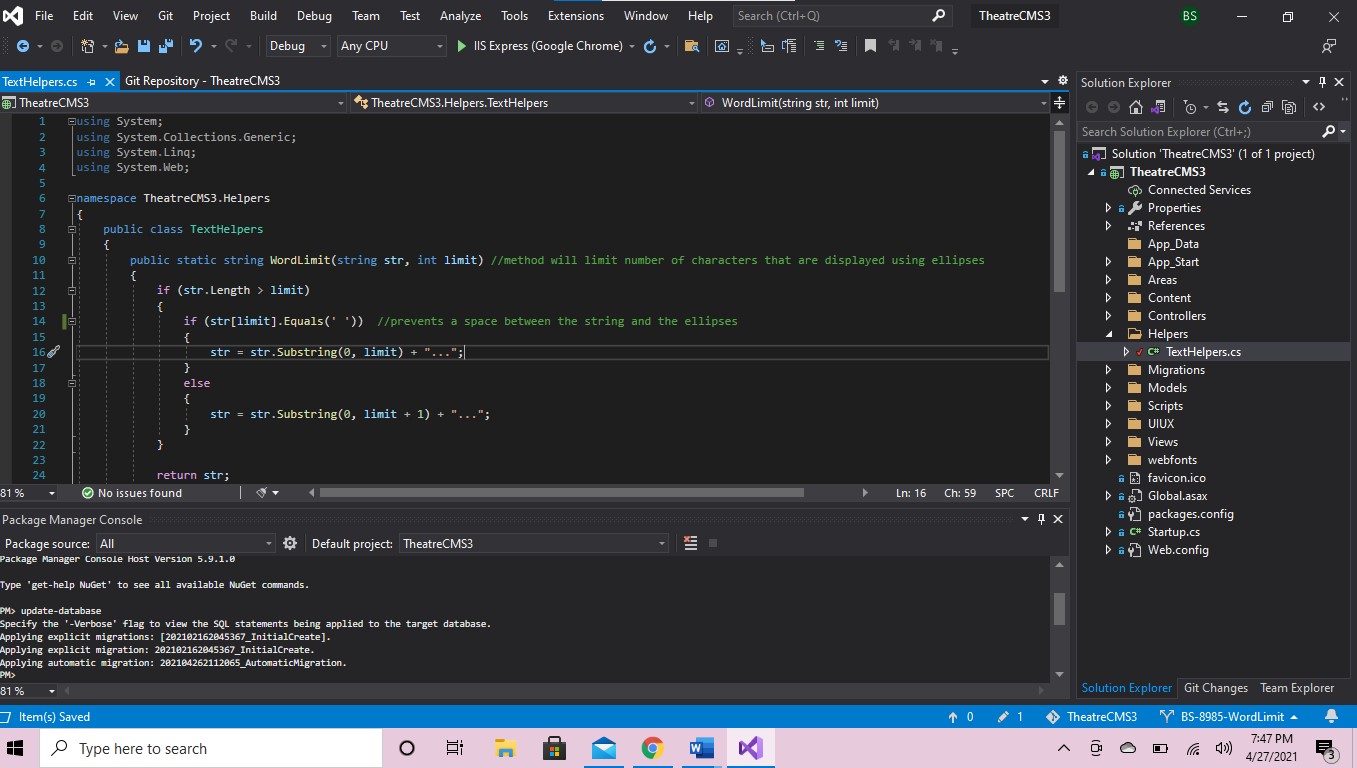 File Edit View Git Project Build Debug Team Test Analyze Tools Extensions Window Help Search (Ctrl+Q) TheatreCMS3 BS
Debug Any CPU IIS Express (Google Chrome)
TextHelpers.cs Git Repository - TheatreCMS3
TheatreCMS3 TheatreCMS3.Helpers.TextHelpers WordLimit(string str, int limit)
1 using System;
2 using System.Collections.Generic;
3 using System.Linq;
4 using System.Web;
5
6 namespace TheatreCMS3.Helpers
7 {
8 public class TextHelpers
9 {
10 public static string WordLimit(string str, int limit) //method will limit number of characters that are displayed using ellipses
11 {
12 if (str.Length > limit)
13 {
14 if (str[limit].Equals(' ')) //prevents a space between the string and the ellipses
15 {
16 str = str.Substring(0, limit) + "...";
17 }
18 else
19 {
20 str = str.Substring(0, limit + 1) + "...";
21 }
22 }
23
24 return str;
81 % No issues found Ln: 16 Ch: 59 SPC CRLF
Package Manager Console
Package source: All Default project: TheatreCMS3
Package Manager Console Host Version 5.9.1.0
Type 'get-help NuGet' to see all available NuGet commands.
PM> update-database
Specify the '-Verbose' flag to view the SQL statements being applied to the target database.
Applying explicit migrations: [202102162045367_InitialCreate].
Applying explicit migration: 202102162045367_InitialCreate.
Applying automatic migration: 202104262112065_AutomaticMigration.
PM>
81 %
Solution Explorer
Search Solution Explorer (Ctrl+;)
Solution 'TheatreCMS3' (1 of 1 project)
TheatreCMS3
Connected Services
Properties
References
App_Data
App_Start
Areas
Content
Controllers
Helpers
C# TextHelpers.cs
Migrations
Models
Scripts
UIUX
Views
webfonts
favicon.ico
Global.asax
packages.config
C# Startup.cs
Web.config
Solution Explorer Git Changes Team Explorer
Item(s) Saved 0 1 TheatreCMS3 BS-8985-WordLimit
Type here to search
7:47 PM
4/27/2021
3